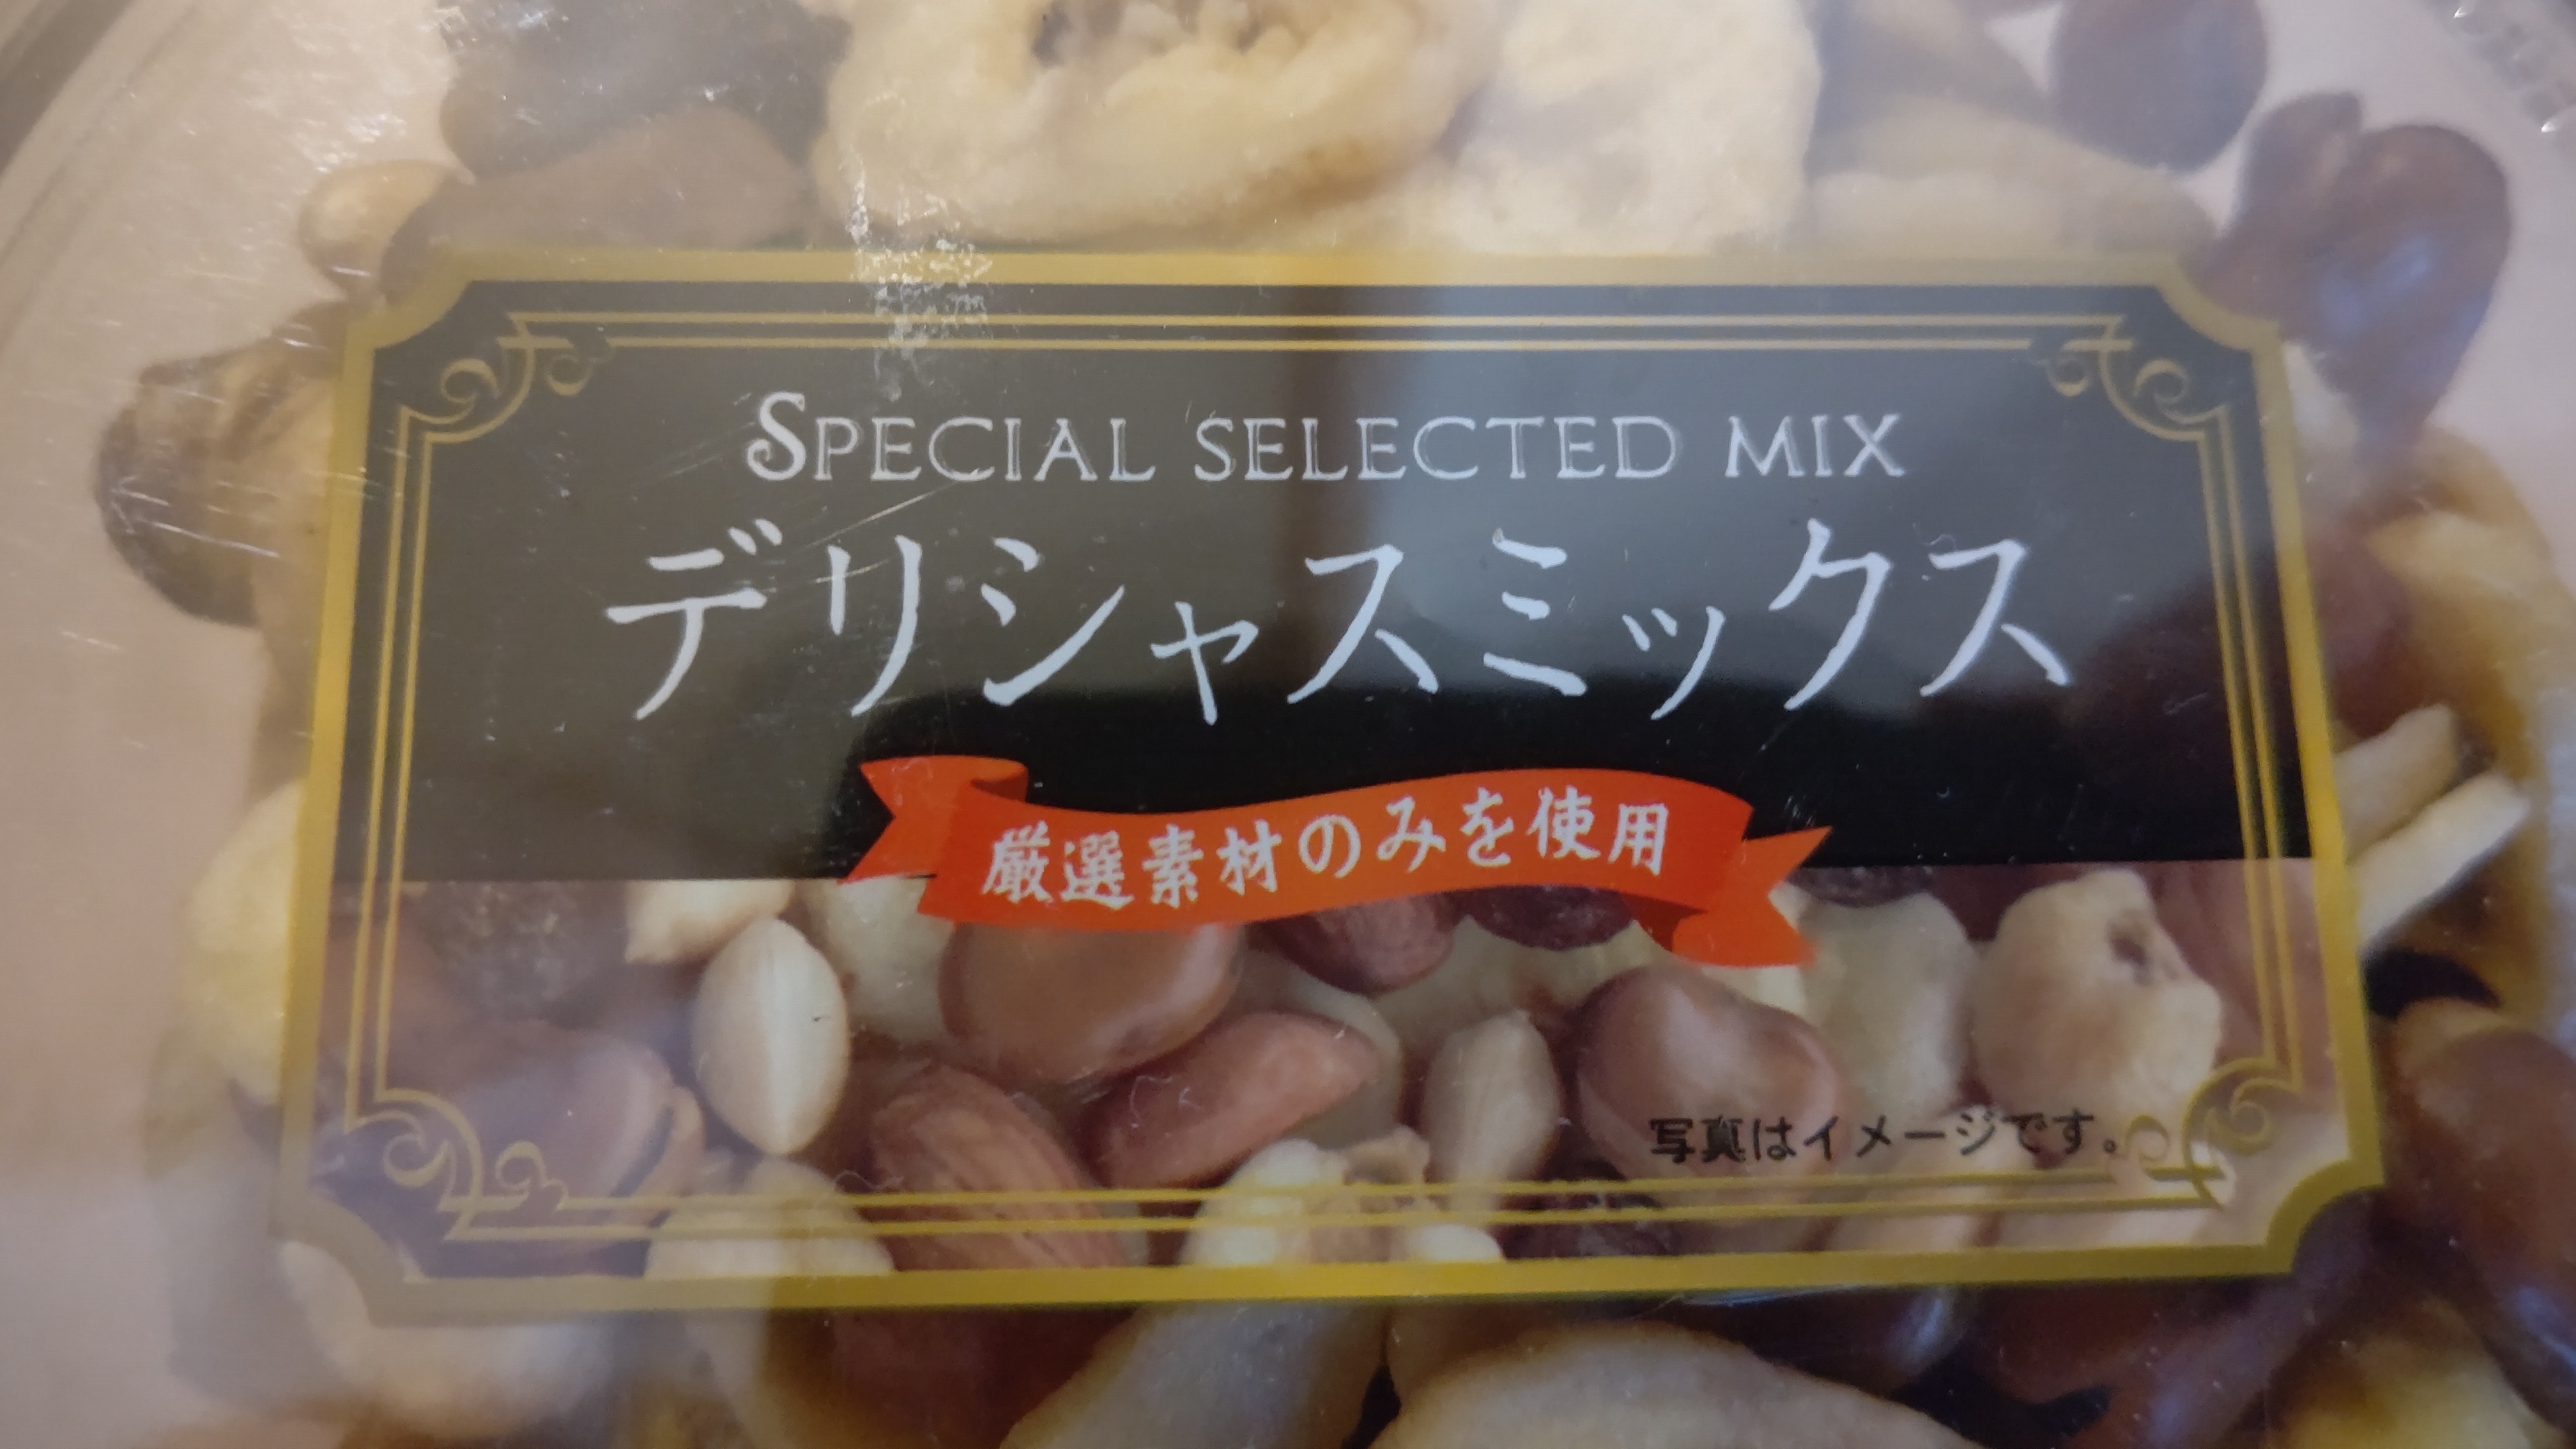 SPECIAL SELECTED MIX
デリシャスミックス
厳選素材のみを使用
写真はイメージです。